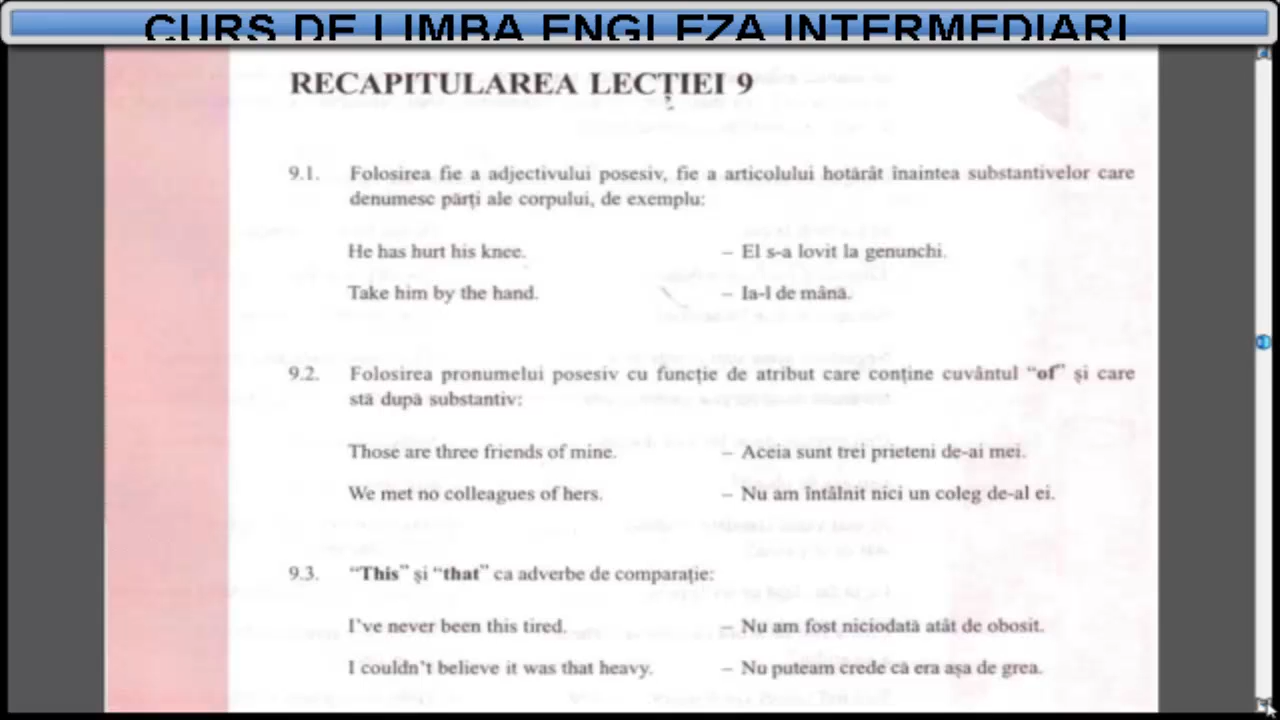 CURS DE LIMBA ENGLEZA INTERMEDIARI
RECAPITULAREA LECȚIEI 9
9.1. Folosirea fie a adjectivului posesiv, fie a articolului hotărât înaintea substantivelor care
denumesc părți ale corpului, de exemplu:
He has hurt his knee. – El s-a lovit la genunchi.
Take him by the hand. – Ia-l de mână.
9.2. Folosirea pronumelui posesiv cu funcție de atribut care conține cuvântul “of” și care
stă după substantiv:
Those are three friends of mine. – Aceia sunt trei prieteni de-ai mei.
We met no colleagues of hers. – Nu am întâlnit nici un coleg de-al ei.
9.3. “This” și “that” ca adverbe de comparație:
I’ve never been this tired. – Nu am fost niciodată atât de obosit.
I couldn’t believe it was that heavy. – Nu puteam crede că era așa de grea.